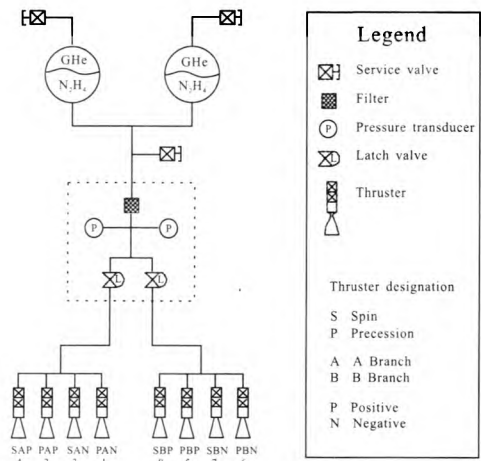 GHe
N₂H₄
GHe
N₂H₄
P
P
L
L
SAP PAP SAN PAN
SBP PBP SBN PBN
Legend
Service valve
Filter
P Pressure transducer
L Latch valve
Thruster
Thruster designation
S Spin
P Precession
A A Branch
B B Branch
P Positive
N Negative